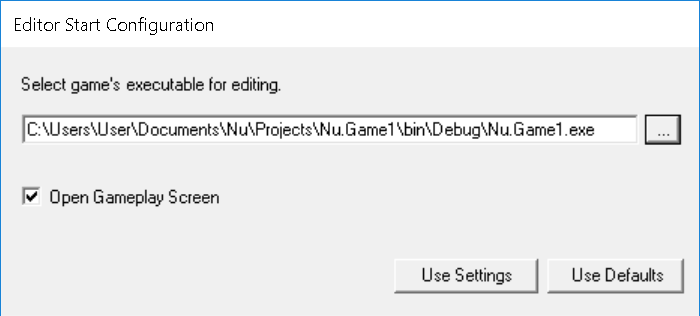 Editor Start Configuration
Select game's executable for editing.
C:\Users\User\Documents\Nu\Projects\Nu.Game1\bin\Debug\Nu.Game1.exe ...
Open Gameplay Screen
Use Settings Use Defaults